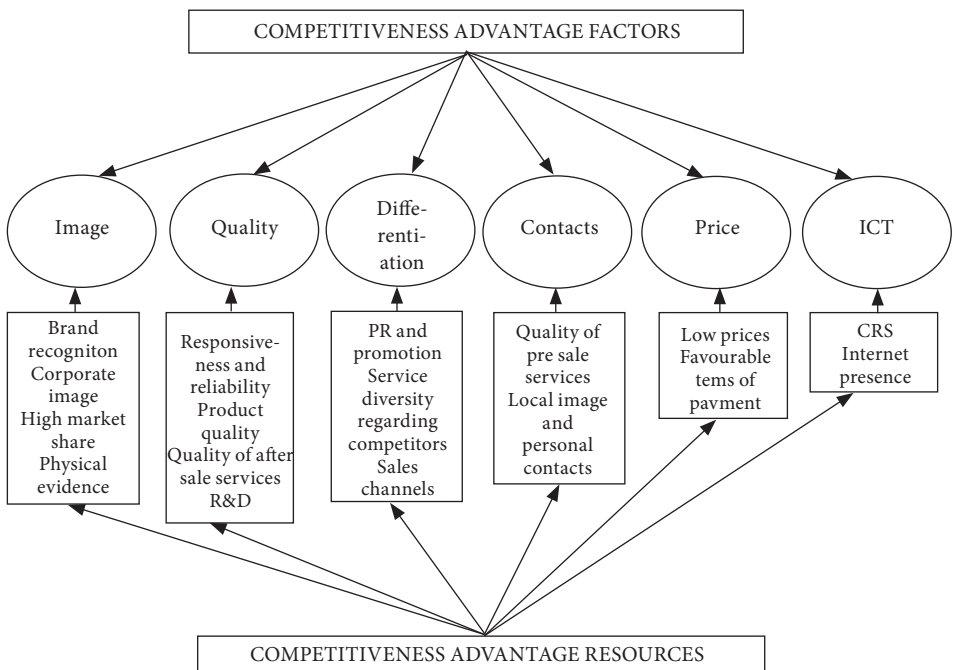 COMPETITIVENESS ADVANTAGE FACTORS
Image
Quality
Diffe-
renti-
ation
Contacts
Price
ICT
Brand
recogniton
Corporate
image
High market
share
Physical
evidence
Responsive-
ness and
reliability
Product
quality
Quality of after
sale services
R&D
PR and
promotion
Service
diversity
regarding
competitors
Sales
channels
Quality of
pre sale
services
Local image
and
personal
contacts
Low prices
Favourable
tems of
pavment
CRS
Internet
presence
COMPETITIVENESS ADVANTAGE RESOURCES